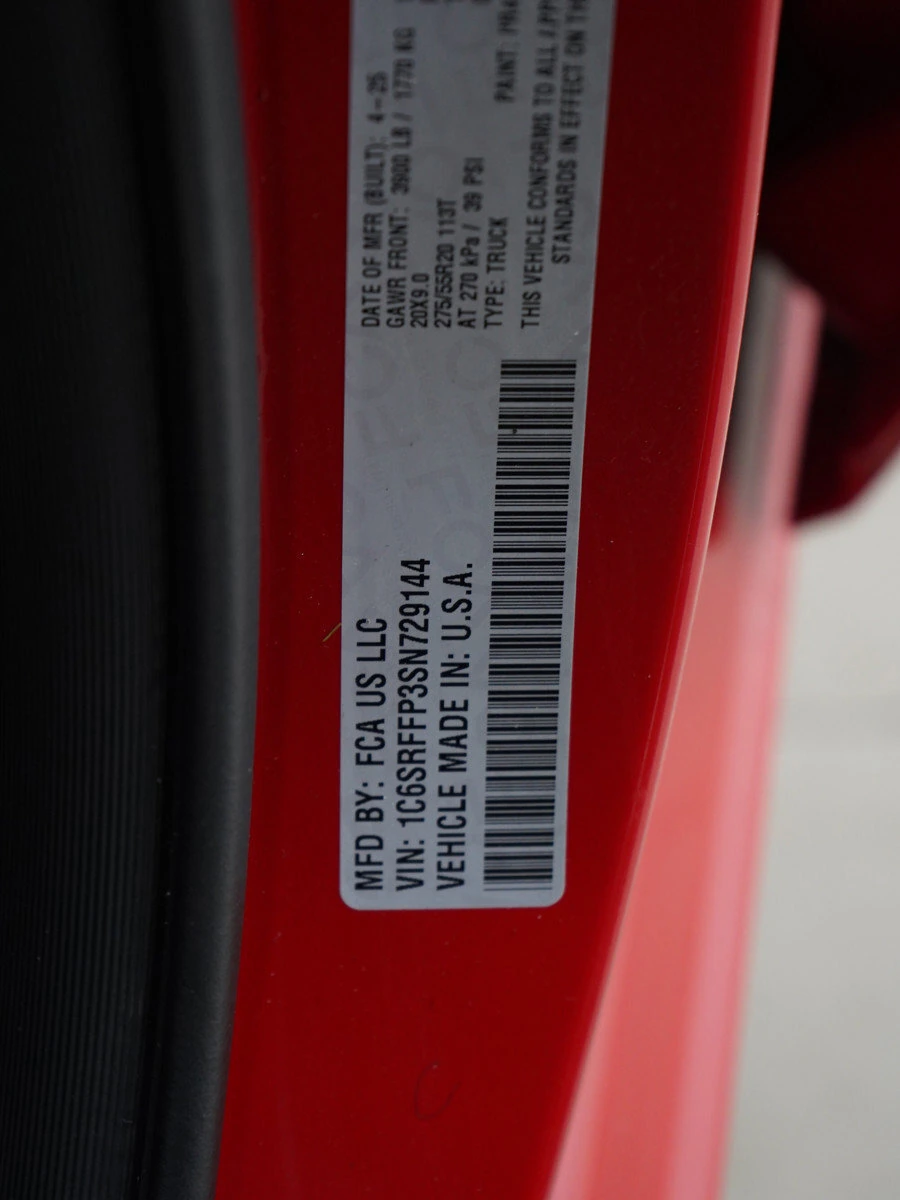 MFD BY: FCA US LLC
VIN: 1C6SRFFP3SN729144
VEHICLE MADE IN: U.S.A.
DATE OF MFR (BUILT): 4-25
GAWR FRONT: 3900 LB / 1770 KG
20X9.0
275/55R20 113T
AT 270 kPa / 39 PSI
TYPE: TRUCK
PAINT:
THIS VEHICLE CONFORMS TO ALL
STANDARDS IN EFFECT ON